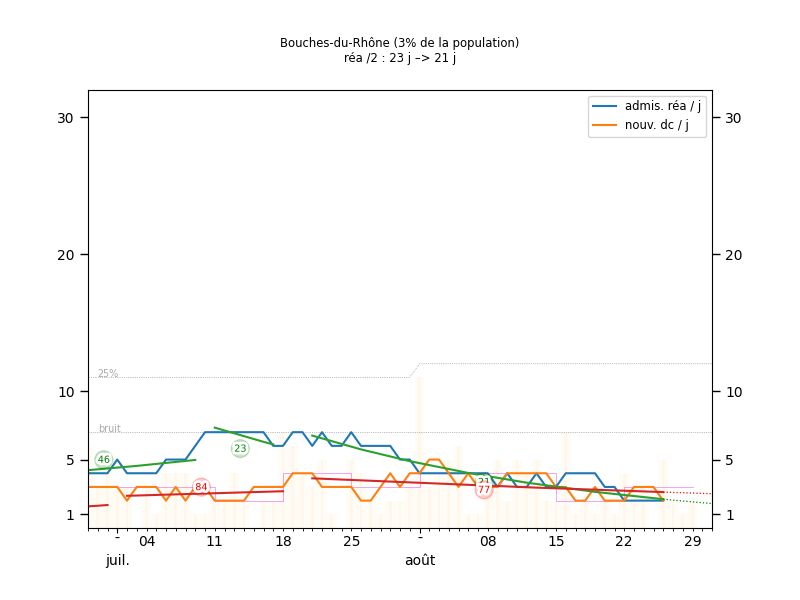 Bouches-du-Rhône (3% de la population)
réa /2 : 23 j –> 21 j
admis. réa / j
nouv. dc / j
30
30
20
20
25%
10
10
bruit
46
23
5
5
84
21
77
1
1
- 04 11 18 25 - 08 15 22 29
juil. août